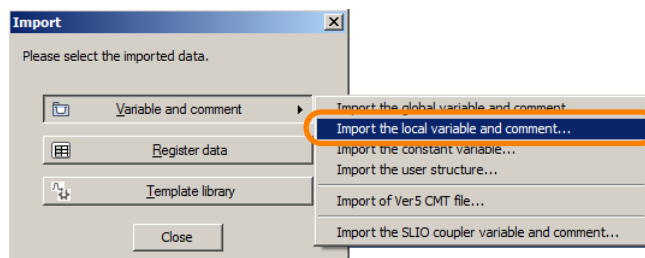 Import
Please select the imported data.
Variable and comment
Import the global variable and comment...
Import the local variable and comment...
Register data
Import the constant variable...
Import the user structure...
Template library
Import of Ver5 CMT file...
Close
Import the SLIO coupler variable and comment...